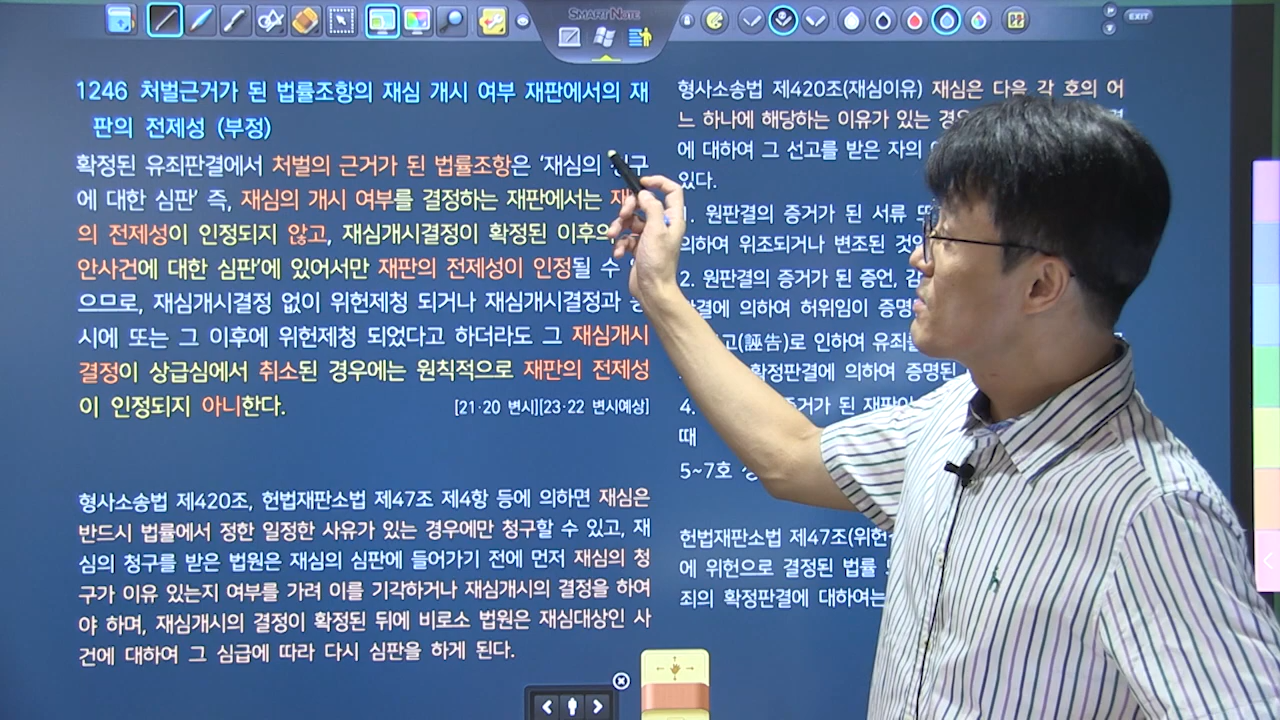 SMART NOTE
EXIT
1246 처벌근거가 된 법률조항의 재심 개시 여부 재판에서의 재
판의 전제성 (부정)
확정된 유죄판결에서 처벌의 근거가 된 법률조항은 ‘재심의 청구
에 대한 심판’ 즉, 재심의 개시 여부를 결정하는 재판에서는
의 전제성이 인정되지 않고, 재심개시결정이 확정된 이후의
안사건에 대한 심판’에 있어서만 재판의 전제성이 인정될 수
으므로, 재심개시결정 없이 위헌제청 되거나 재심개시결정과
시에 또는 그 이후에 위헌제청 되었다고 하더라도 그 재심개시
결정이 상급심에서 취소된 경우에는 원칙적으로 재판의 전제성
이 인정되지 아니한다.
[21·20 변시][23·22 변시예상]
형사소송법 제420조, 헌법재판소법 제47조 제4항 등에 의하면 재심은
반드시 법률에서 정한 일정한 사유가 있는 경우에만 청구할 수 있고, 재
심의 청구를 받은 법원은 재심의 심판에 들어가기 전에 먼저 재심의 청
구가 이유 있는지 여부를 가려 이를 기각하거나 재심개시의 결정을 하여
야 하며, 재심개시의 결정이 확정된 뒤에 비로소 법원은 재심대상인 사
건에 대하여 그 심급에 따라 다시 심판을 하게 된다.
형사소송법 제420조(재심이유) 재심은 다음 각 호의 어
느 하나에 해당하는 이유가 있는
에 대하여 그 선고를 받은 자의
있다.
1. 원판결의 증거가 된 서류
의하여 위조되거나 변조된
2. 원판결의 증거가 된 증언,
판결에 의하여 허위임이
(誣告)로 인하여
확정판결에 의하여 증명된
4. 증거가 된
때
5~7호
헌법재판소법 제47조
에 위헌으로 결정된 법률
죄의 확정판결에 대하여는